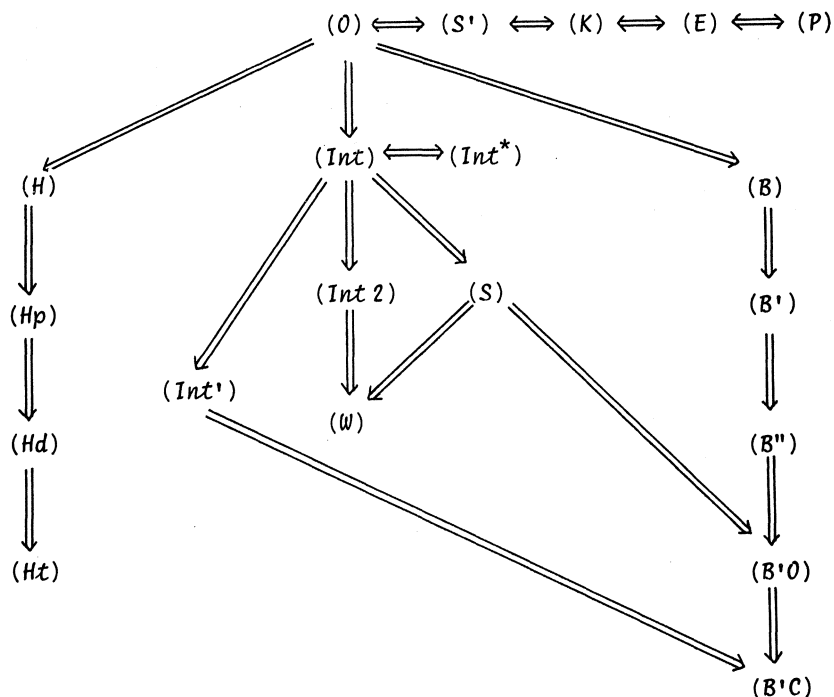 (O) ⟺ (S') ⟺ (K) ⟺ (E) ⟺ (P)
(Int) ⟺ (Int*)
(H) (B)
(Int 2) (S) (B')
(Hp)
(Int')
(W)
(Hd) (B")
(Ht) (B'O)
(B'C)